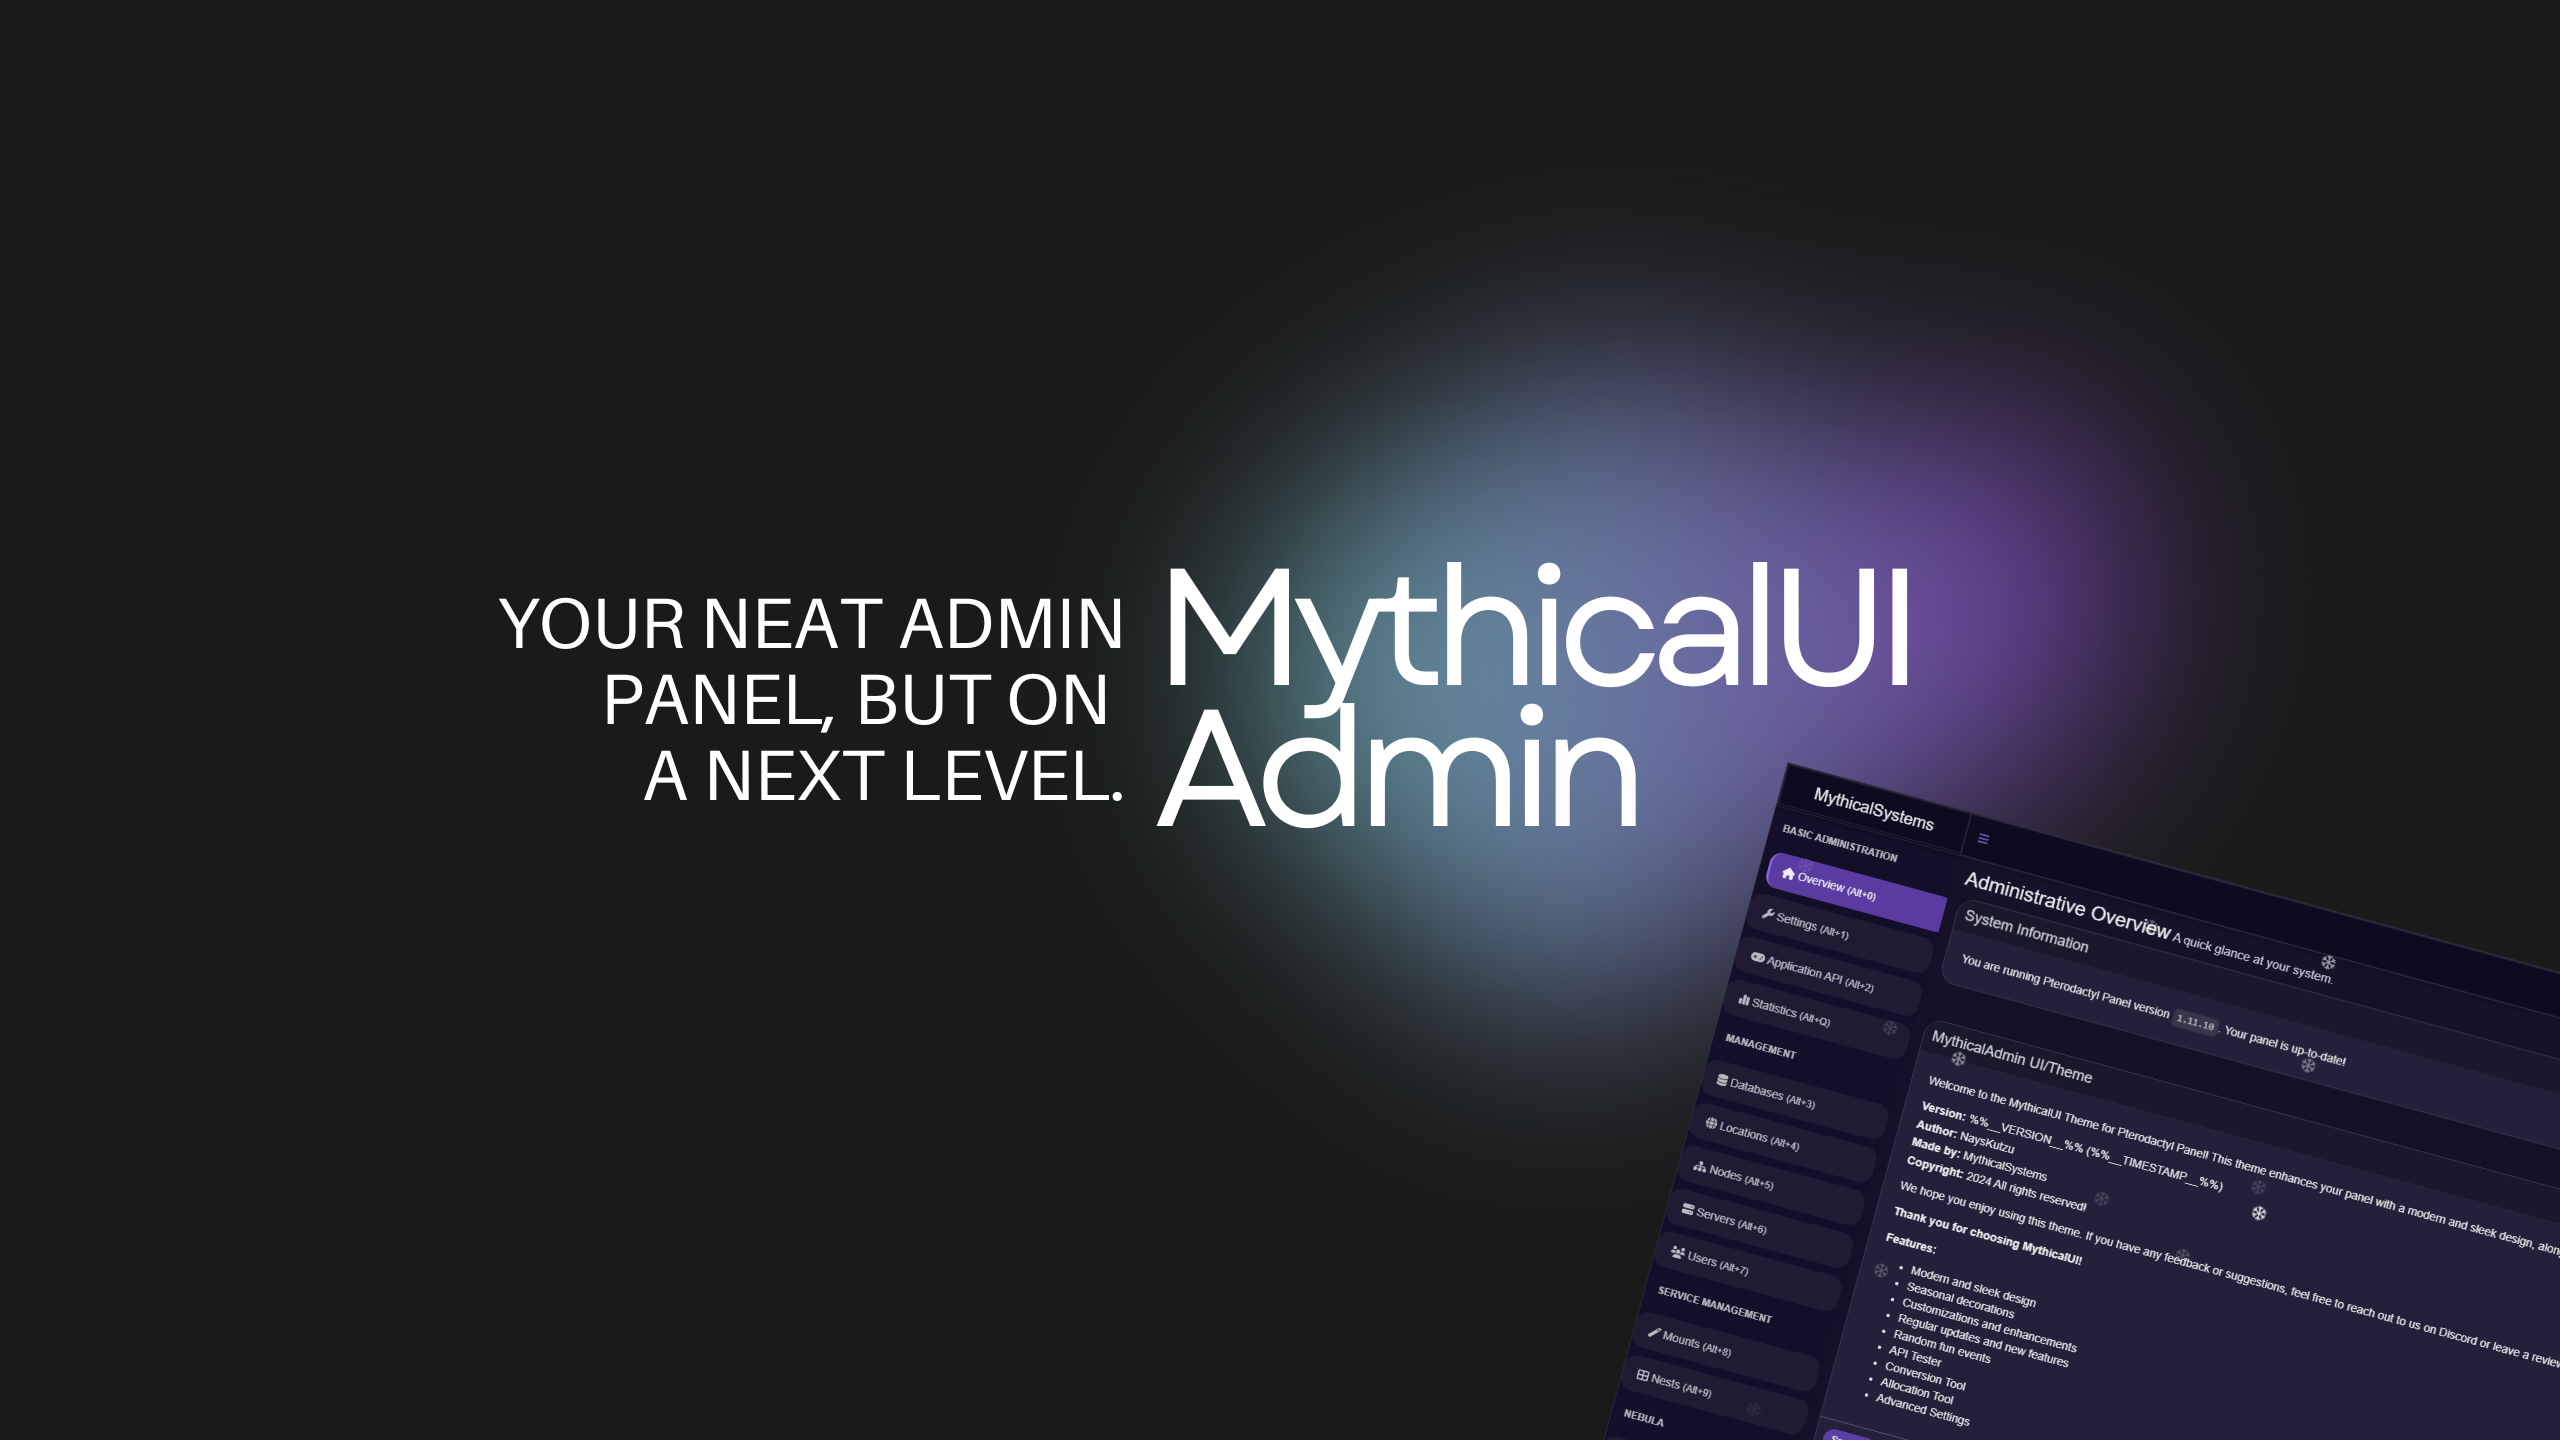 YOUR NEAT ADMIN
PANEL, BUT ON
A NEXT LEVEL.
MythicalUI
Admin
MythicalSystems
BASIC ADMINISTRATION
Overview (Alt+0)
Settings (Alt+1)
Application API (Alt+2)
Statistics (Alt+Q)
MANAGEMENT
Databases (Alt+3)
Locations (Alt+4)
Nodes (Alt+5)
Servers (Alt+6)
Users (Alt+7)
SERVICE MANAGEMENT
Mounts (Alt+8)
Nests (Alt+9)
NEBULA
Administrative Overview A quick glance at your system.
System Information
You are running Pterodactyl Panel version 1.11.10. Your panel is up-to-date!
MythicalAdmin UI/Theme
Welcome to the MythicalUI Theme for Pterodactyl Panel! This theme enhances your panel with a modern and sleek design, along
Version: %%__VERSION__%% (%%__TIMESTAMP__%%)
Author: NaysKutzu
Made by: MythicalSystems
Copyright: 2024 All rights reserved!
We hope you enjoy using this theme. If you have any feedback or suggestions, feel free to reach out to us on Discord or leave a review
Thank you for choosing MythicalUI!
Features:
• Modern and sleek design
• Seasonal decorations
• Customizations and enhancements
• Regular updates and new features
• Random fun events
• API Tester
• Conversion Tool
• Allocation Tool
• Advanced Settings